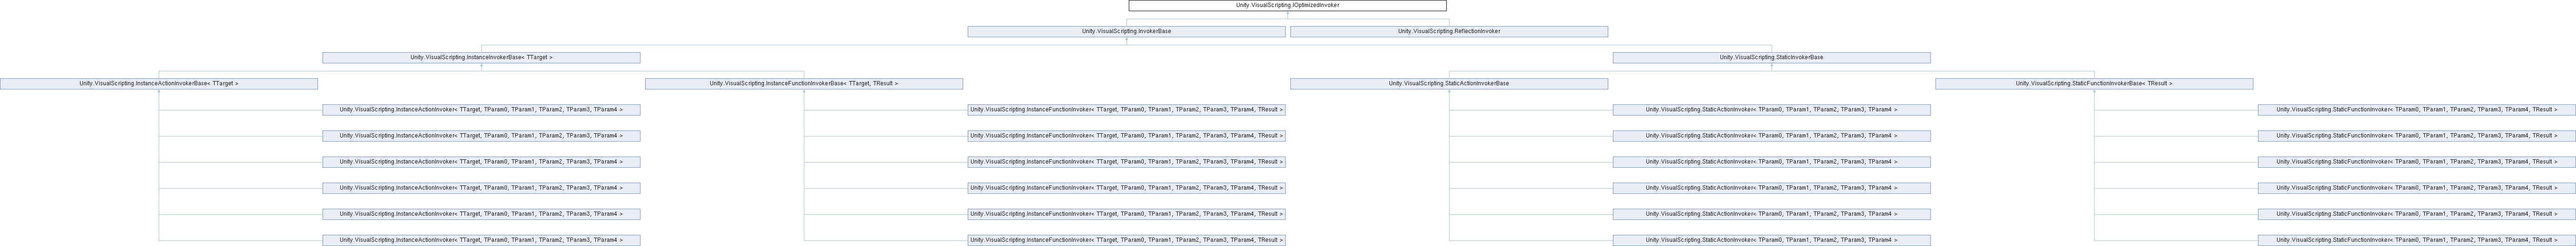 Unity.VisualScripting.IOptimizedInvoker
Unity.VisualScripting.InvokerBase
Unity.VisualScripting.ReflectionInvoker
Unity.VisualScripting.InstanceInvokerBase< TTarget >
Unity.VisualScripting.StaticInvokerBase
Unity.VisualScripting.InstanceActionInvokerBase< TTarget >
Unity.VisualScripting.InstanceFunctionInvokerBase< TTarget, TResult >
Unity.VisualScripting.StaticActionInvokerBase
Unity.VisualScripting.StaticFunctionInvokerBase< TResult >
Unity.VisualScripting.InstanceActionInvoker< TTarget, TParam0, TParam1, TParam2, TParam3, TParam4 >
Unity.VisualScripting.InstanceFunctionInvoker< TTarget, TParam0, TParam1, TParam2, TParam3, TParam4, TResult >
Unity.VisualScripting.StaticActionInvoker< TParam0, TParam1, TParam2, TParam3, TParam4 >
Unity.VisualScripting.StaticFunctionInvoker< TParam0, TParam1, TParam2, TParam3, TParam4, TResult >
Unity.VisualScripting.InstanceActionInvoker< TTarget, TParam0, TParam1, TParam2, TParam3, TParam4 >
Unity.VisualScripting.InstanceFunctionInvoker< TTarget, TParam0, TParam1, TParam2, TParam3, TParam4, TResult >
Unity.VisualScripting.StaticActionInvoker< TParam0, TParam1, TParam2, TParam3, TParam4 >
Unity.VisualScripting.StaticFunctionInvoker< TParam0, TParam1, TParam2, TParam3, TParam4, TResult >
Unity.VisualScripting.InstanceActionInvoker< TTarget, TParam0, TParam1, TParam2, TParam3, TParam4 >
Unity.VisualScripting.InstanceFunctionInvoker< TTarget, TParam0, TParam1, TParam2, TParam3, TParam4, TResult >
Unity.VisualScripting.StaticActionInvoker< TParam0, TParam1, TParam2, TParam3, TParam4 >
Unity.VisualScripting.StaticFunctionInvoker< TParam0, TParam1, TParam2, TParam3, TParam4, TResult >
Unity.VisualScripting.InstanceActionInvoker< TTarget, TParam0, TParam1, TParam2, TParam3, TParam4 >
Unity.VisualScripting.InstanceFunctionInvoker< TTarget, TParam0, TParam1, TParam2, TParam3, TParam4, TResult >
Unity.VisualScripting.StaticActionInvoker< TParam0, TParam1, TParam2, TParam3, TParam4 >
Unity.VisualScripting.StaticFunctionInvoker< TParam0, TParam1, TParam2, TParam3, TParam4, TResult >
Unity.VisualScripting.InstanceActionInvoker< TTarget, TParam0, TParam1, TParam2, TParam3, TParam4 >
Unity.VisualScripting.InstanceFunctionInvoker< TTarget, TParam0, TParam1, TParam2, TParam3, TParam4, TResult >
Unity.VisualScripting.StaticActionInvoker< TParam0, TParam1, TParam2, TParam3, TParam4 >
Unity.VisualScripting.StaticFunctionInvoker< TParam0, TParam1, TParam2, TParam3, TParam4, TResult >
Unity.VisualScripting.InstanceActionInvoker< TTarget, TParam0, TParam1, TParam2, TParam3, TParam4 >
Unity.VisualScripting.InstanceFunctionInvoker< TTarget, TParam0, TParam1, TParam2, TParam3, TParam4, TResult >
Unity.VisualScripting.StaticActionInvoker< TParam0, TParam1, TParam2, TParam3, TParam4 >
Unity.VisualScripting.StaticFunctionInvoker< TParam0, TParam1, TParam2, TParam3, TParam4, TResult >